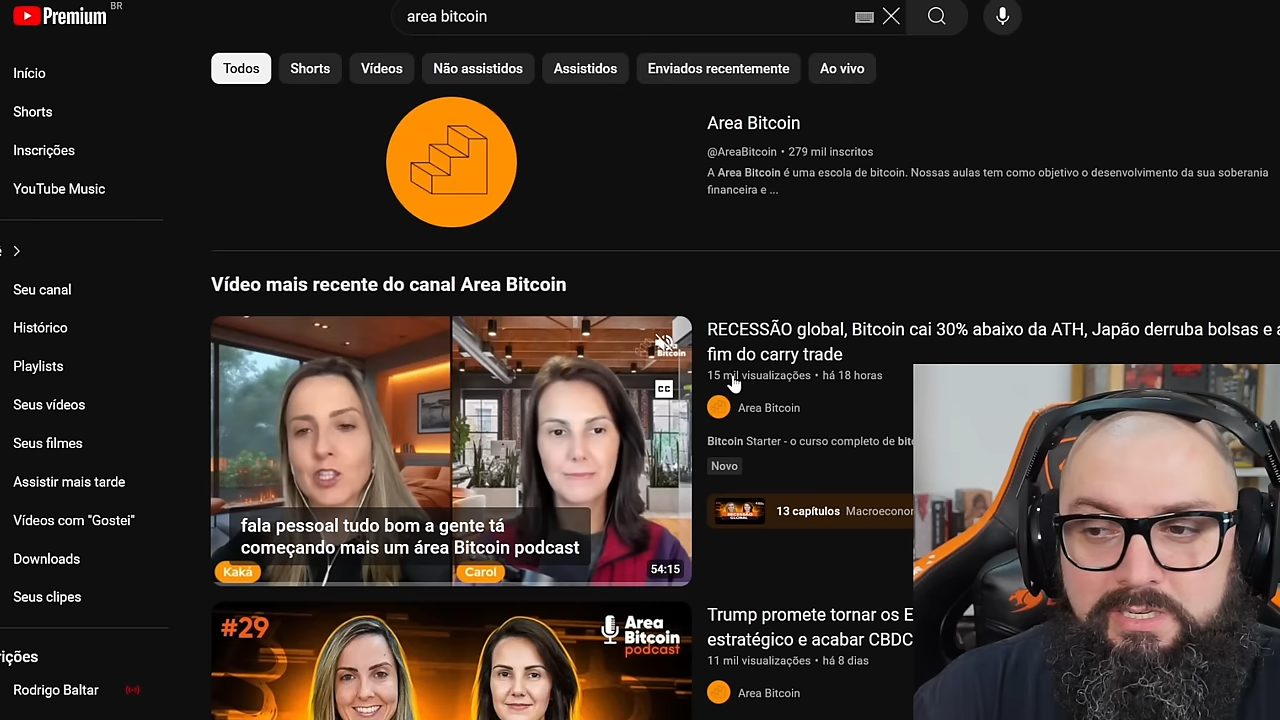 Premium BR
area bitcoin
Início
Shorts
Inscrições
YouTube Music
Seu canal
Histórico
Playlists
Seus vídeos
Seus filmes
Assistir mais tarde
Vídeos com "Gostei"
Downloads
Seus clipes
rições
Rodrigo Baltar
Todos
Shorts
Vídeos
Não assistidos
Assistidos
Enviados recentemente
Ao vivo
Area Bitcoin
@AreaBitcoin • 279 mil inscritos
A Area Bitcoin é uma escola de bitcoin. Nossas aulas tem como objetivo o desenvolvimento da sua soberania
financeira e ...
Vídeo mais recente do canal Area Bitcoin
Bitcoin
CC
fala pessoal tudo bom a gente tá
começando mais um área Bitcoin podcast
Kaká
Carol
54:15
RECESSÃO global, Bitcoin cai 30% abaixo da ATH, Japão derruba bolsas e a
fim do carry trade
15 mil visualizações • há 18 horas
Area Bitcoin
Bitcoin Starter - o curso completo de bit
Novo
13 capítulos Macroeconor
#29
Area
Bitcoin
podcast
Trump promete tornar os E
estratégico e acabar CBDC
11 mil visualizações • há 8 dias
Area Bitcoin